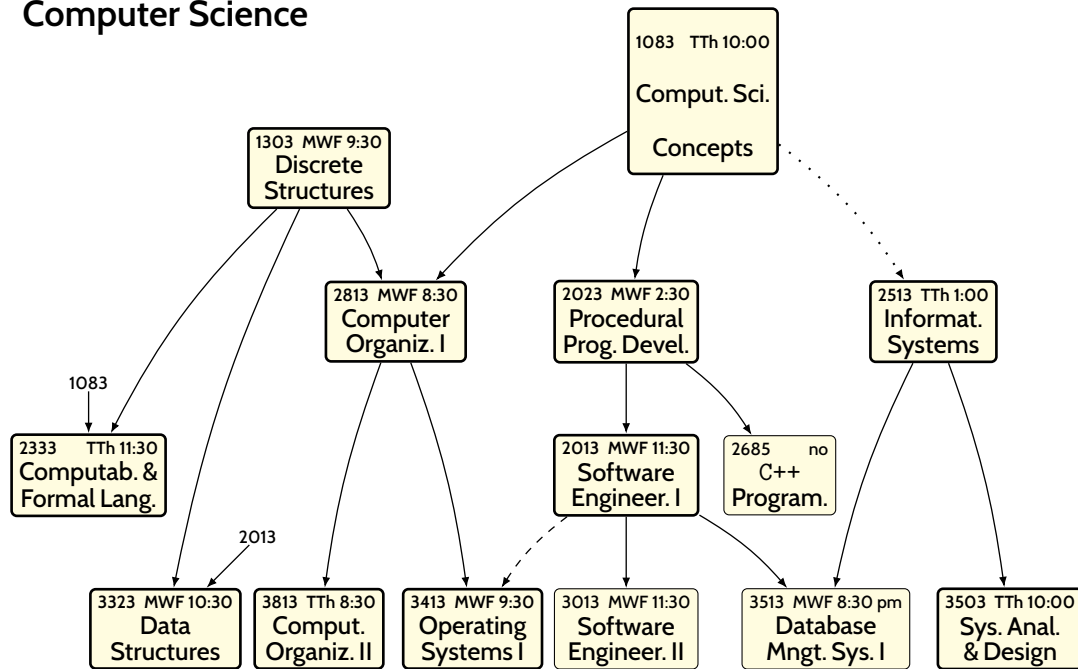 Computer Science
1083 TTh 10:00
Comput. Sci.
Concepts
1303 MWF 9:30
Discrete
Structures
2813 MWF 8:30
Computer
Organiz. I
2023 MWF 2:30
Procedural
Prog. Devel.
2513 TTh 1:00
Informat.
Systems
1083
2333 TTh 11:30
Computab. &
Formal Lang.
2013 MWF 11:30
Software
Engineer. I
2685 no
C++
Program.
2013
3323 MWF 10:30
Data
Structures
3813 TTh 8:30
Comput.
Organiz. II
3413 MWF 9:30
Operating
Systems I
3013 MWF 11:30
Software
Engineer. II
3513 MWF 8:30 pm
Database
Mngt. Sys. I
3503 TTh 10:00
Sys. Anal.
& Design